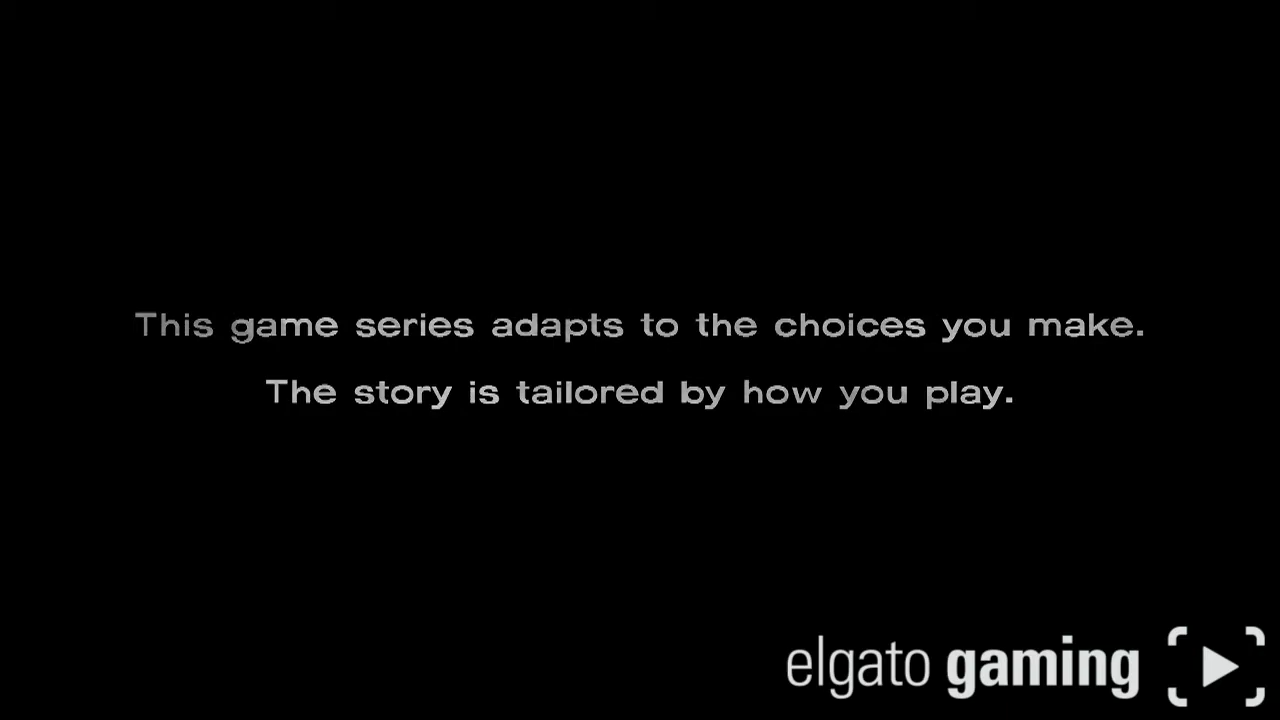 This game series adapts to the choices you make.
The story is tailored by how you play.
elgato gaming